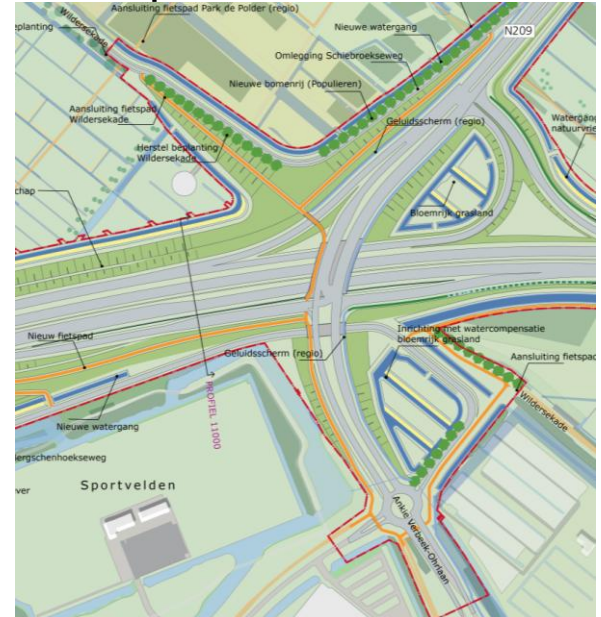 Aansluiting fietspad Park de Polder (regio)
Nieuwe watergang
Wildersekade
eplanting
N209
Omlegging Schiebroekseweg
Nieuwe bomenrij (Populieren)
Aansluiting fietspad
Wildersekade
Geluidsscherm (regio)
Watergang
natuurvrie
Herstel beplanting
Wildersekade
schap
Bloemrijk grasland
Nieuw fietspad
Inrichting met watercompensatie
bloemrijk grasland
Geluidsscherm (regio)
Aansluiting fietspad
PROFIEL 11000
Wildersekade
Nieuwe watergang
ergschenhoekseweg
Sportvelden
ever
Ankie Verbeek-Ohrlaan